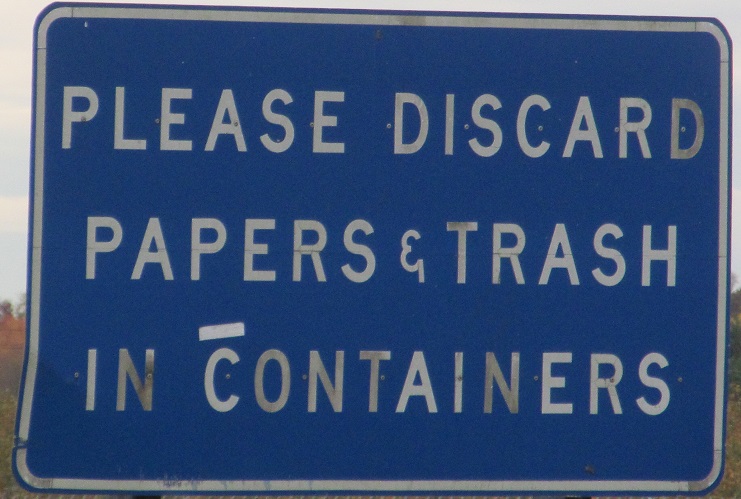 PLEASE DISCARD
PAPERS & TRASH
IN CONTAINERS